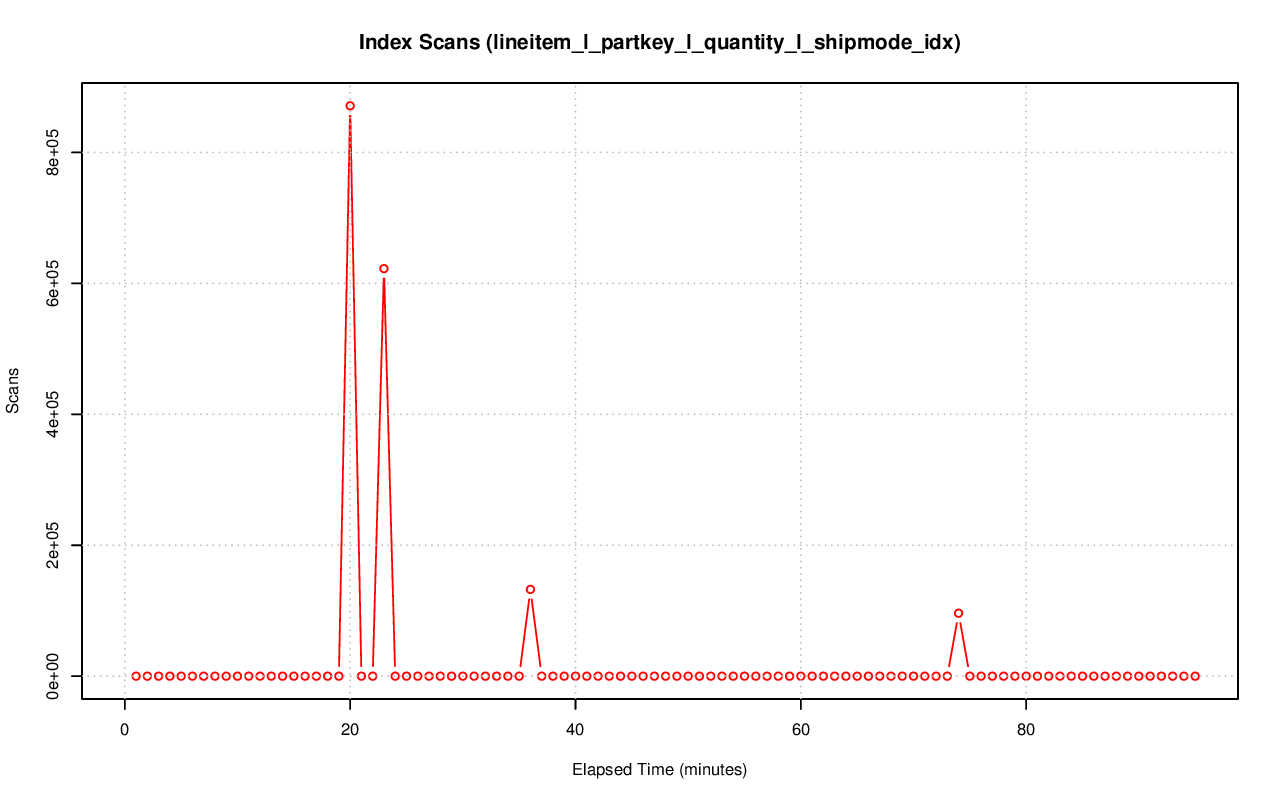 Index Scans (lineitem_l_partkey_l_quantity_l_shipmode_idx)
Scans
8e+05
6e+05
4e+05
2e+05
0e+00
0 20 40 60 80
Elapsed Time (minutes)